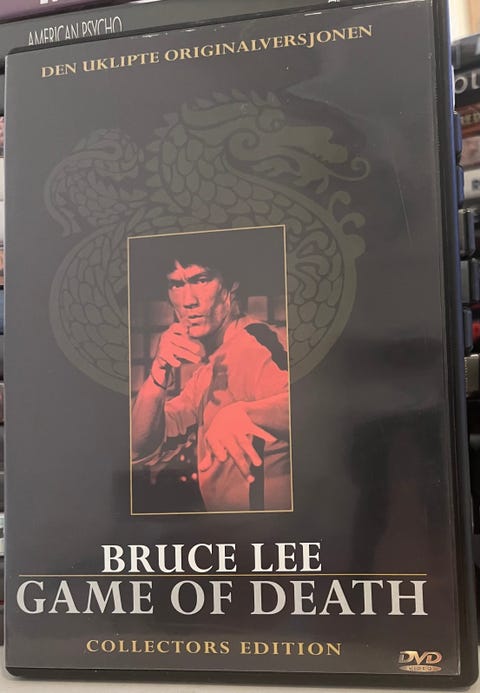 AMERICAN PSYCHO
DEN UKLIPTE ORIGINALVERSJONEN
BRUCE LEE
GAME OF DEATH
COLLECTORS EDITION
DVD
VIDEO